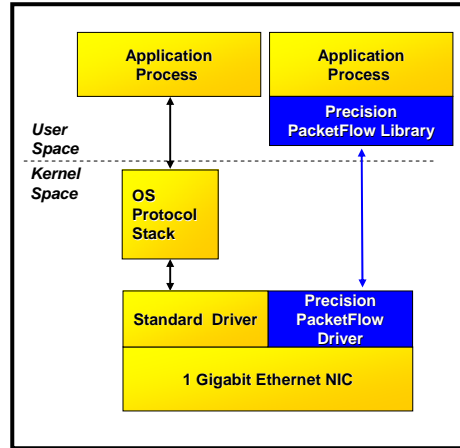 Application
Process
Application
Process
Precision
PacketFlow Library
User
Space
Kernel
Space
OS
Protocol
Stack
Standard Driver
Precision
PacketFlow
Driver
1 Gigabit Ethernet NIC